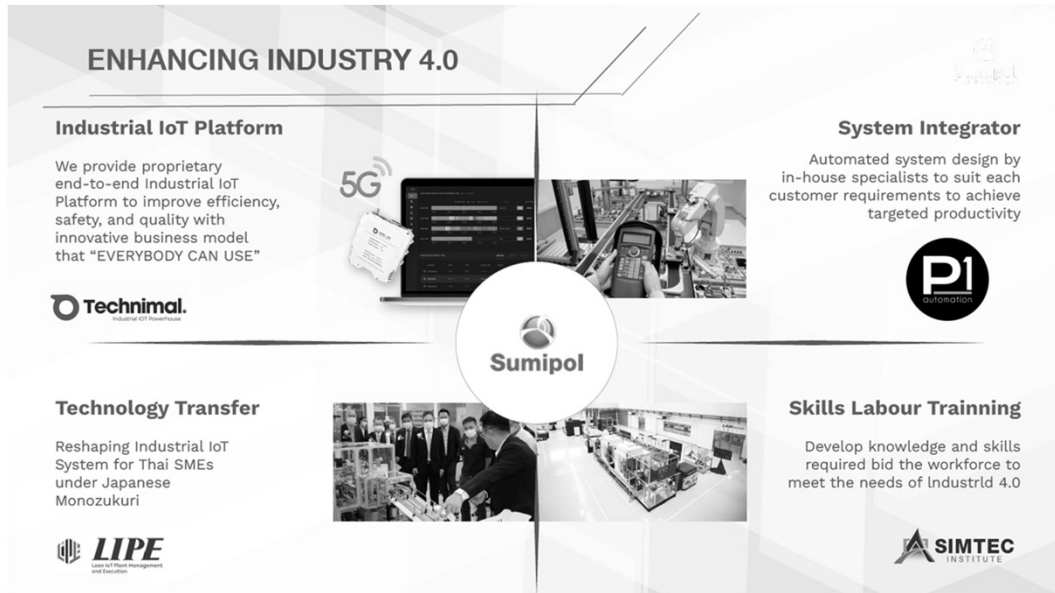 ENHANCING INDUSTRY 4.0
Industrial IoT Platform
We provide proprietary
end-to-end Industrial IoT
Platform to improve efficiency,
safety, and quality with
innovative business model
that “EVERYBODY CAN USE”
Technimal.
Industrial IOT Powerhouse
5G
System Integrator
Automated system design by
in-house specialists to suit each
customer requirements to achieve
targeted productivity
P1
automation
Sumipol
Technology Transfer
Reshaping Industrial IoT
System for Thai SMEs
under Japanese
Monozukuri
LIPE
Lean IoT Plant Management
and Execution
Skills Labour Trainning
Develop knowledge and skills
required bid the workforce to
meet the needs of lndustrld 4.0
SIMTEC
INSTITUTE